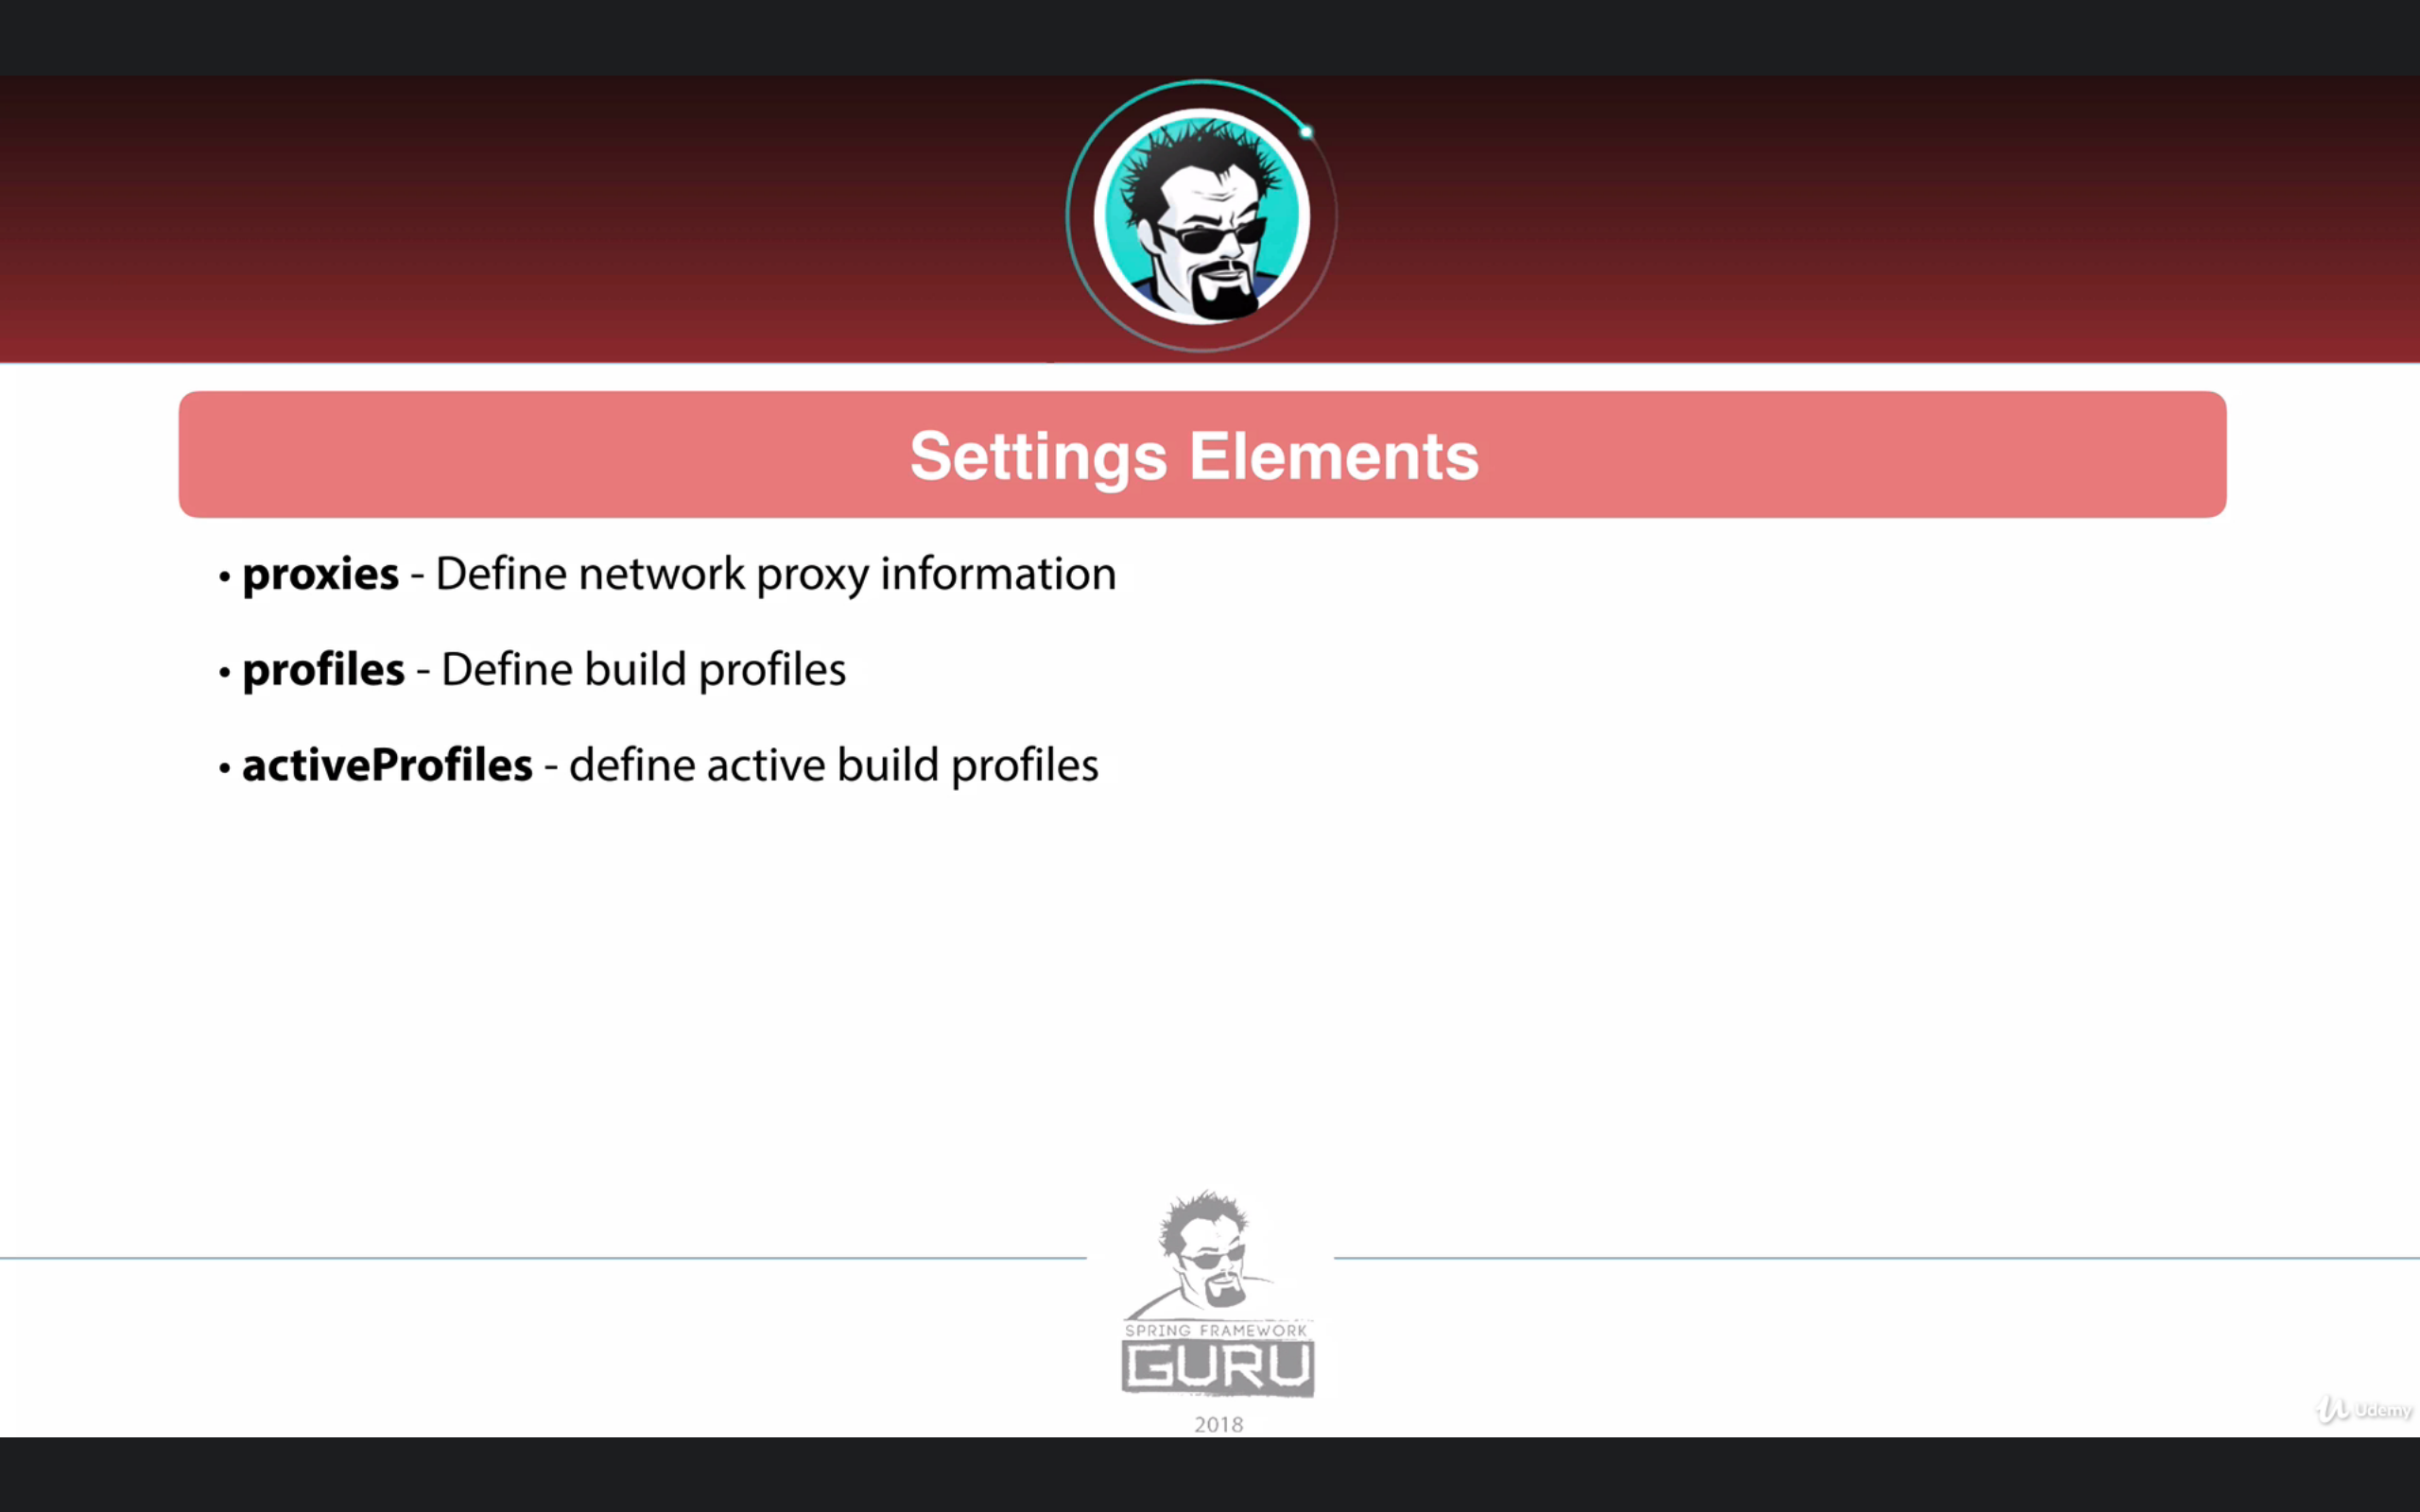 Settings Elements
• proxies - Define network proxy information
• profiles - Define build profiles
• activeProfiles - define active build profiles
SPRING FRAMEWORK
GURU
2018
Udemy